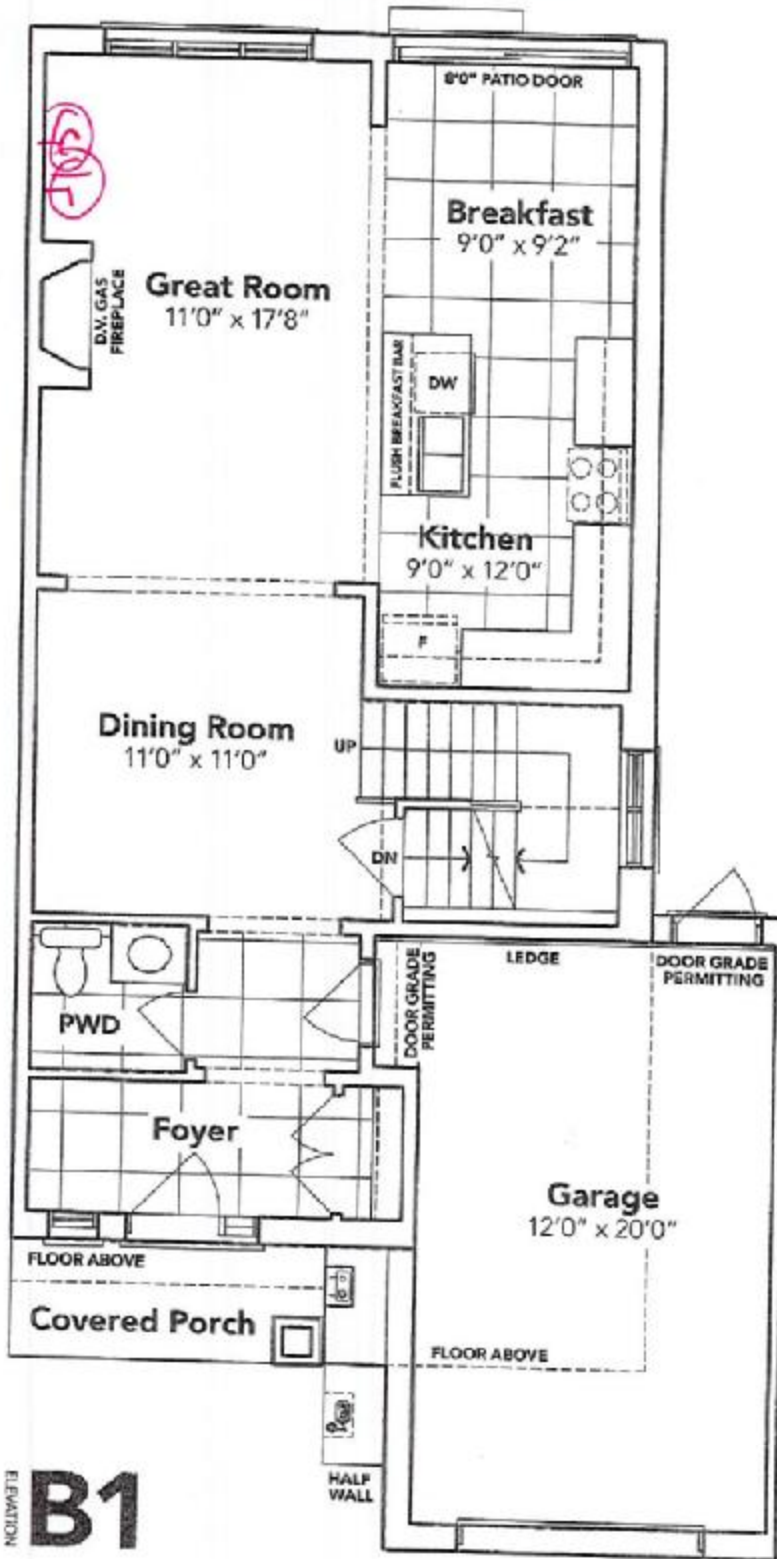 8'0" PATIO DOOR
Breakfast
9'0" x 9'2"
Great Room
11'0" x 17'8"
D.V. GAS
FIREPLACE
FLUSH BREAKFAST BAR
DW
Kitchen
9'0" x 12'0"
F
Dining Room
11'0" x 11'0"
UP
DN
PWD
DOOR GRADE
PERMITTING
LEDGE
DOOR GRADE
PERMITTING
Foyer
Garage
12'0" x 20'0"
FLOOR ABOVE
Covered Porch
FLOOR ABOVE
HALF
WALL
ELEVATION
B1